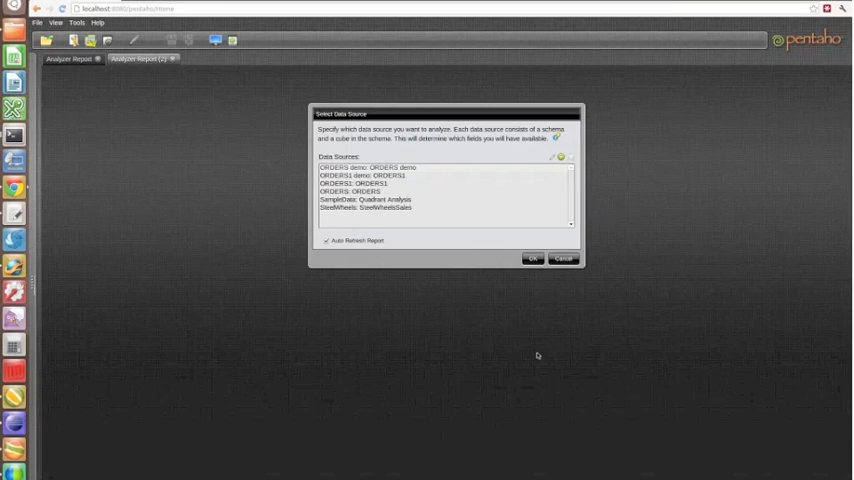 localhost:8080/pentaho/Home
File View Tools Help
pentaho
Analyzer Report Analyzer Report (2)
Select Data Source
Specify which data source you want to analyze. Each data source consists of a schema
and a cube in the schema. This will determine which fields you will have available.
Data Sources:
ORDERS demo: ORDERS demo
ORDERS1 demo: ORDERS1
ORDERS1: ORDERS1
ORDERS: ORDERS
SampleData: Quadrant Analysis
SteelWheels: SteelWheelsSales
Auto Refresh Report
OK Cancel